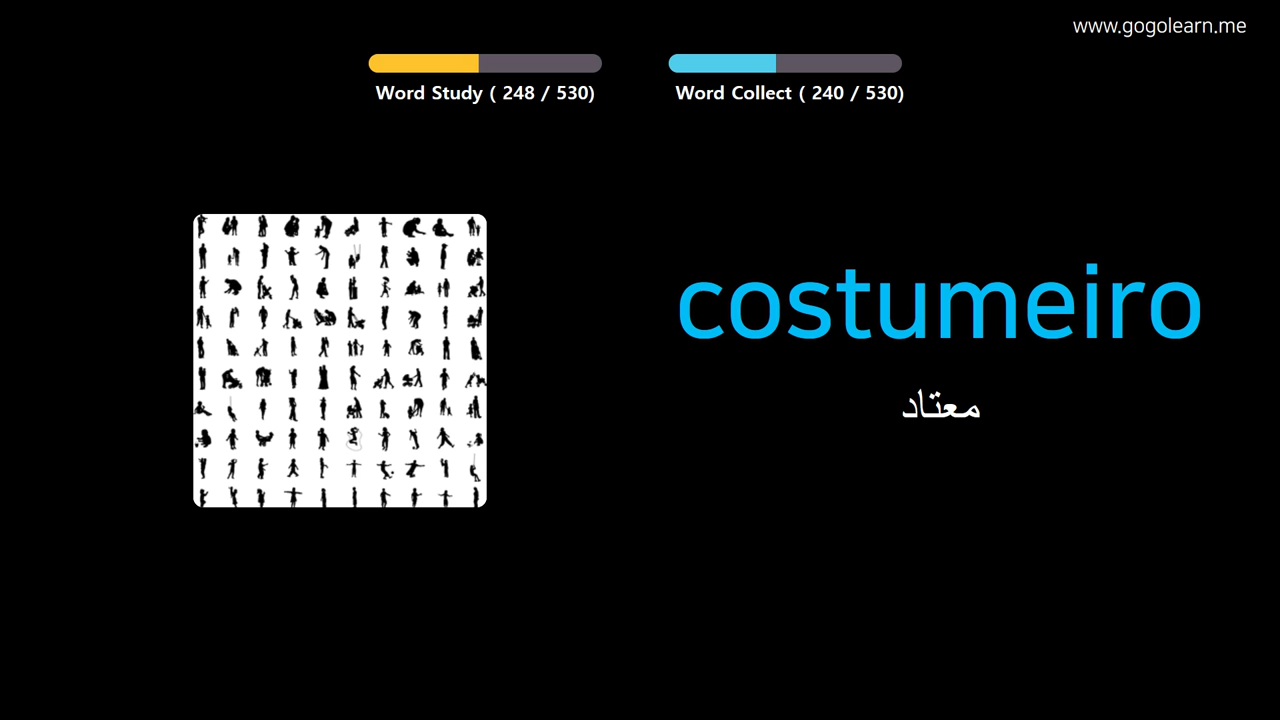 www.gogolearn.me
Word Study ( 248 / 530)
Word Collect ( 240 / 530)
costumeiro
معتاد